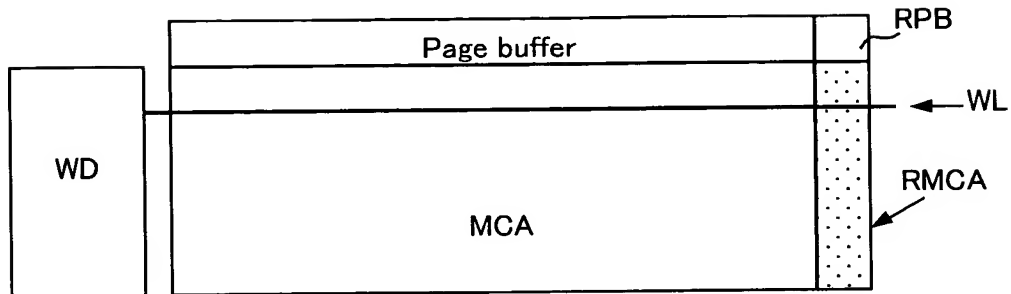 RPB
Page buffer
WL
WD
RMCA
MCA